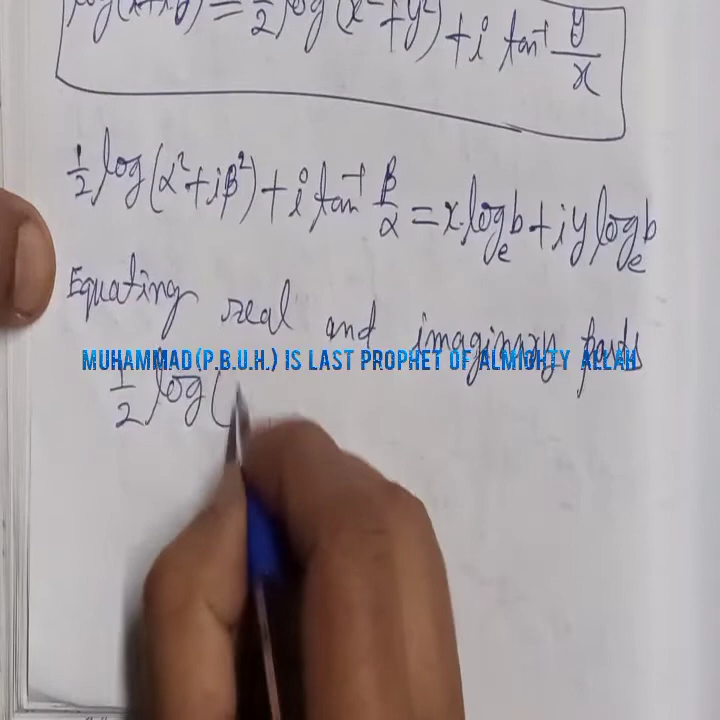 log(x+iy) = 1/2 log(x²+y²) + i tan⁻¹ y/x
1/2 log(α²+iβ²) + i tan⁻¹ β/α = x logₑb + iy logₑb
Equating real and imaginary parts
MUHAMMAD(P.B.U.H.) IS LAST PROPHET OF ALMIGHTY ALLAH
1/2 log(